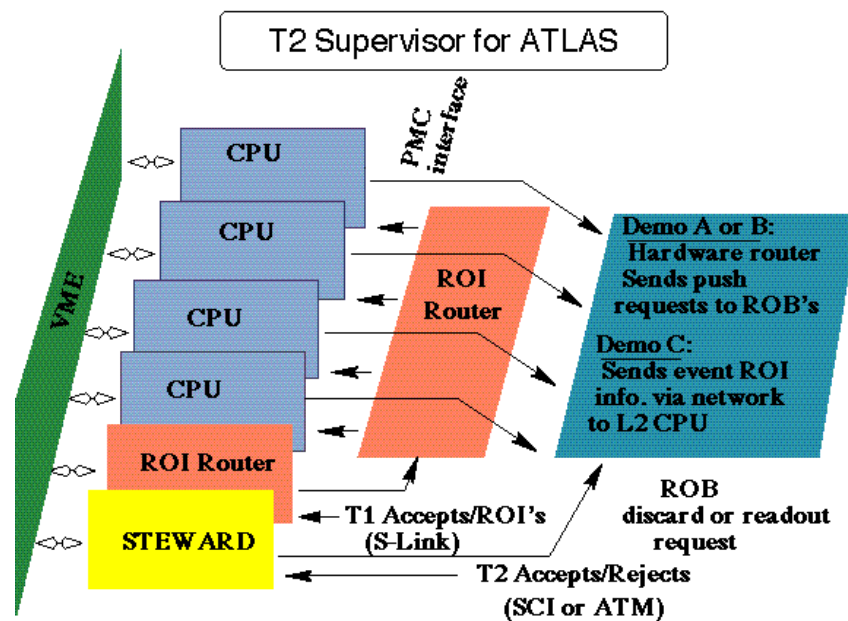 T2 Supervisor for ATLAS
PMC
interface
VME
CPU
CPU
CPU
CPU
ROI Router
STEWARD
ROI
Router
Demo A or B:
Hardware router
Sends push
requests to ROB's
Demo C:
Sends event ROI
info. via network
to L2 CPU
T1 Accepts/ROI's
(S-Link)
ROB
discard or readout
request
T2 Accepts/Rejects
(SCI or ATM)